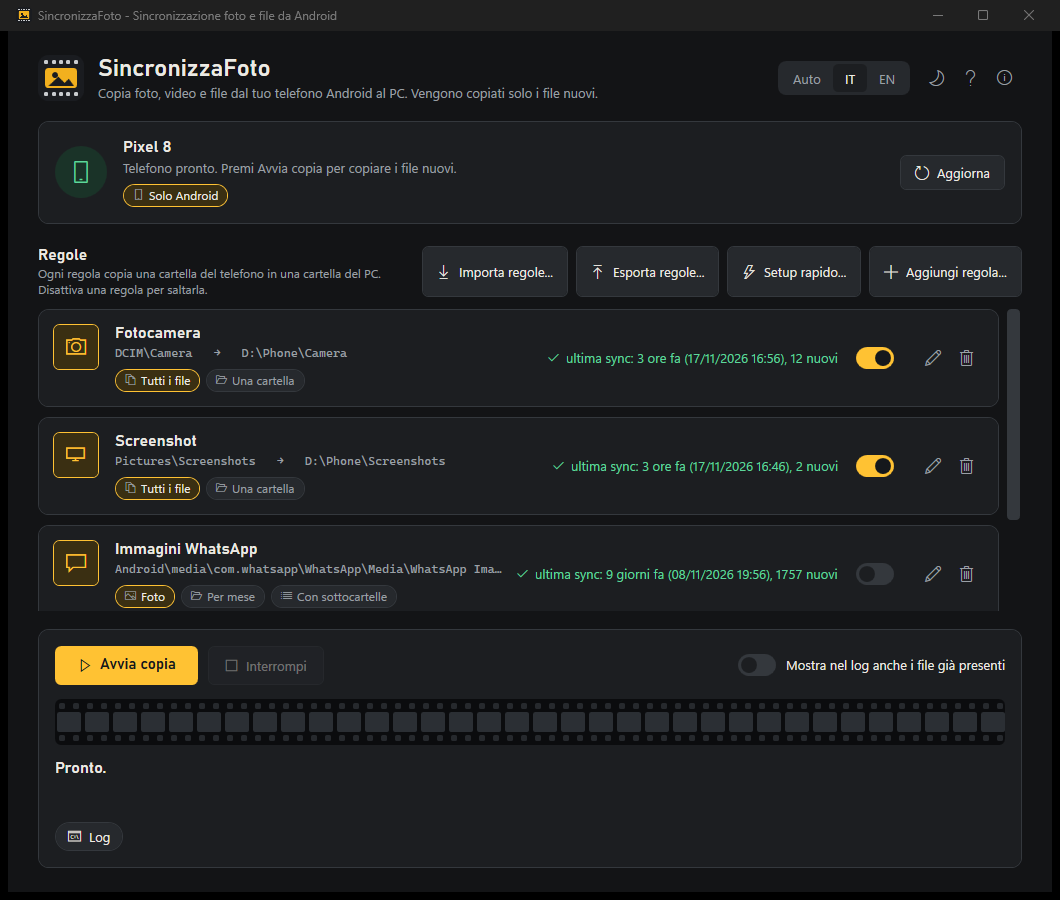 SincronizzaFoto - Sincronizzazione foto e file da Android
SincronizzaFoto
Copia foto, video e file dal tuo telefono Android al PC. Vengono copiati solo i file nuovi.
Auto IT EN
Pixel 8
Telefono pronto. Premi Avvia copia per copiare i file nuovi.
Solo Android
Aggiorna
Regole
Ogni regola copia una cartella del telefono in una cartella del PC.
Disattiva una regola per saltarla.
Importa regole... Esporta regole... Setup rapido... Aggiungi regola...
Fotocamera
DCIM\Camera → D:\Phone\Camera
Tutti i file Una cartella
ultima sync: 3 ore fa (17/11/2026 16:56), 12 nuovi
Screenshot
Pictures\Screenshots → D:\Phone\Screenshots
Tutti i file Una cartella
ultima sync: 3 ore fa (17/11/2026 16:46), 2 nuovi
Immagini WhatsApp
Android\media\com.whatsapp\WhatsApp\Media\WhatsApp Ima...
Foto Per mese Con sottocartelle
ultima sync: 9 giorni fa (08/11/2026 19:56), 1757 nuovi
Avvia copia Interrompi
Mostra nel log anche i file già presenti
Pronto.
Log